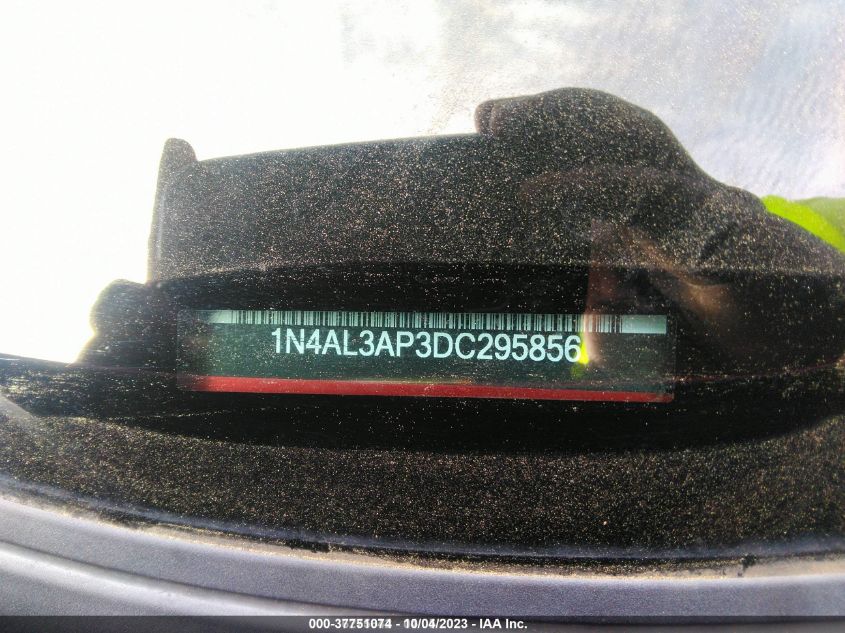 1N4AL3AP3DC295856
000-37751074 - 10/04/2023 - IAA Inc.